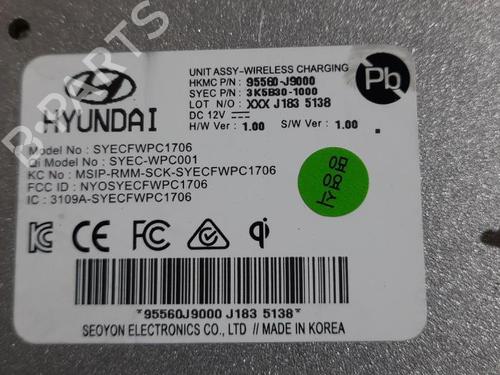 UNIT ASSY-WIRELESS CHARGING
HKMC P/N : 95560-J9000
SYEC P/N : 3K5B30-1000
LOT N/O : XXX J183 5138
DC 12V
H/W Ver : 1.00 S/W Ver : 1.00
Pb
HYUNDAI
Model No : SYECFWPC1706
Qi Model No : SYEC-WPC001
KC No : MSIP-RMM-SCK-SYECFWPC1706
FCC ID : NYOSYECFWPC1706
IC : 3109A-SYECFWPC1706
CE FC qi
*95560J9000 J183 5138*
SEOYON ELECTRONICS CO., LTD // MADE IN KOREA
B-PARTS